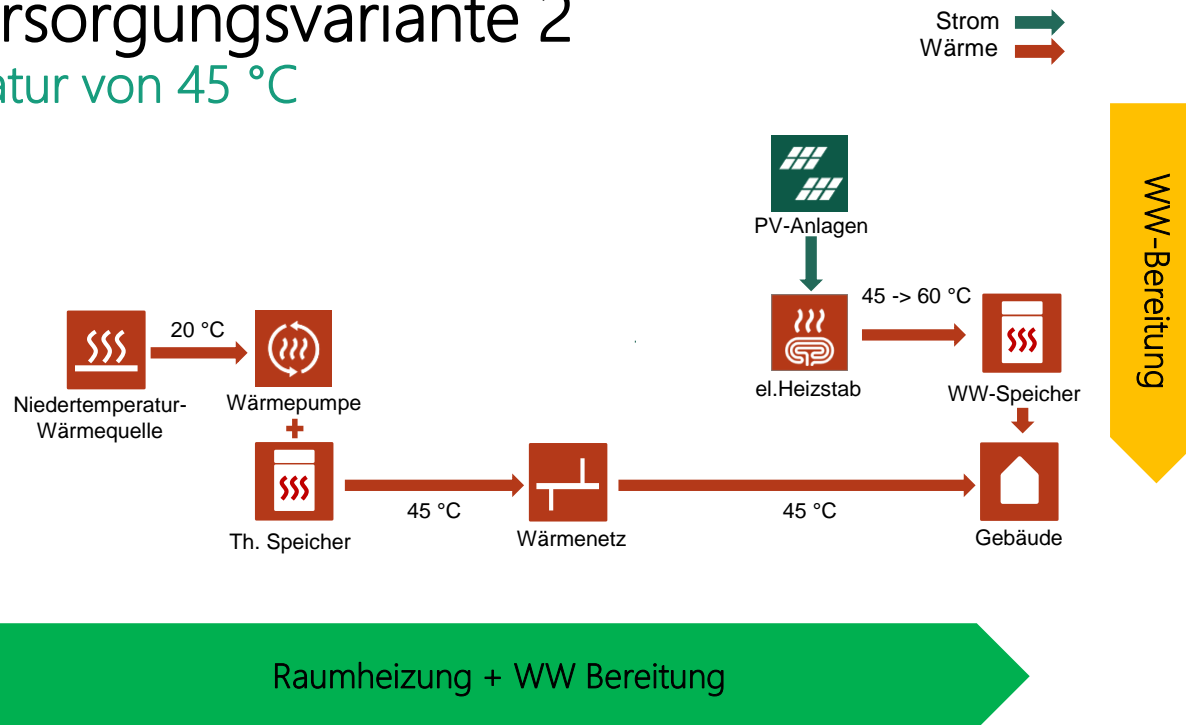 rsorgungsvariante 2
atur von 45 °C
Strom
Wärme
PV-Anlagen
45 -> 60 °C
20 °C
Niedertemperatur-
Wärmequelle
Wärmepumpe
el.Heizstab
WW-Speicher
45 °C
45 °C
Th. Speicher
Wärmenetz
Gebäude
WW-Bereitung
Raumheizung + WW Bereitung